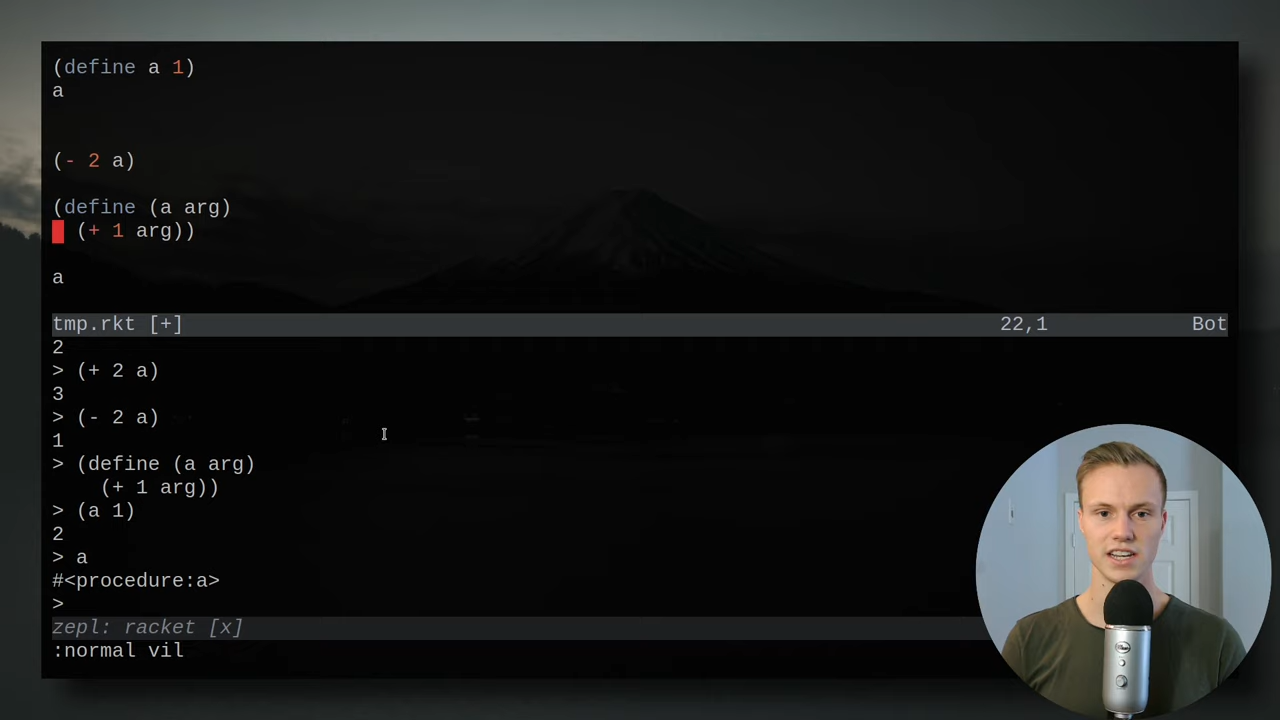 (define a 1)
a
(- 2 a)
(define (a arg)
(+ 1 arg))
a
tmp.rkt [+] 22,1 Bot
2
> (+ 2 a)
3
> (- 2 a)
1
> (define (a arg)
(+ 1 arg))
> (a 1)
2
> a
#<procedure:a>
>
zepl: racket [x]
:normal vil